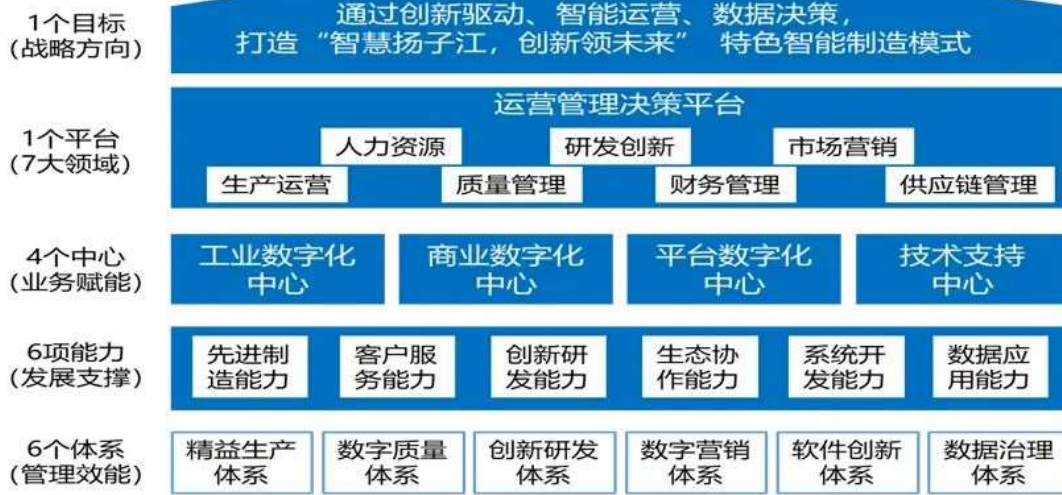 1个目标
(战略方向)
通过创新驱动、智能运营、数据决策，
打造“智慧扬子江，创新领未来” 特色智能制造模式
1个平台
(7大领域)
运营管理决策平台
人力资源
研发创新
市场营销
生产运营
质量管理
财务管理
供应链管理
4个中心
(业务赋能)
工业数字化
中心
商业数字化
中心
平台数字化
中心
技术支持
中心
6项能力
(发展支撑)
先进制
造能力
客户服
务能力
创新研
发能力
生态协
作能力
系统开
发能力
数据应
用能力
6个体系
(管理效能)
精益生产
体系
数字质量
体系
创新研发
体系
数字营销
体系
软件创新
体系
数据治理
体系